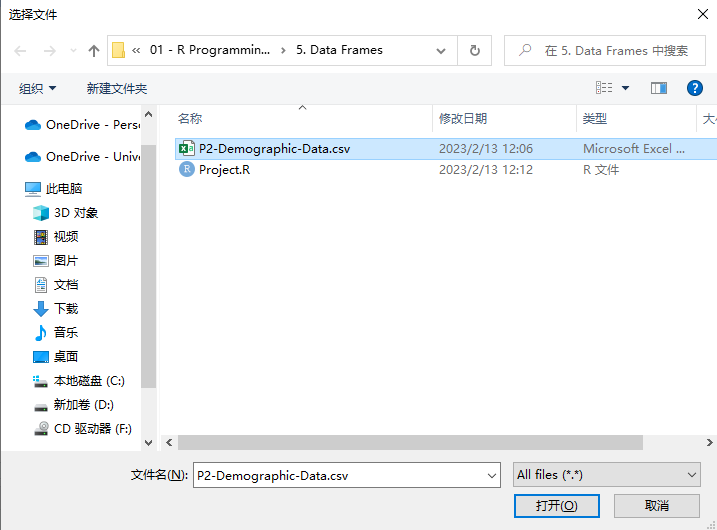 选择文件
« 01 - R Programmin... › 5. Data Frames
在 5. Data Frames 中搜索
组织
新建文件夹
名称
修改日期
类型
大小
OneDrive - Perso
OneDrive - Unive
此电脑
3D 对象
视频
图片
文档
下载
音乐
桌面
本地磁盘 (C:)
新加卷 (D:)
CD 驱动器 (F:)
P2-Demographic-Data.csv 2023/2/13 12:06 Microsoft Excel ...
Project.R 2023/2/13 12:12 R 文件
文件名(N): P2-Demographic-Data.csv All files (*.*)
打开(O) 取消